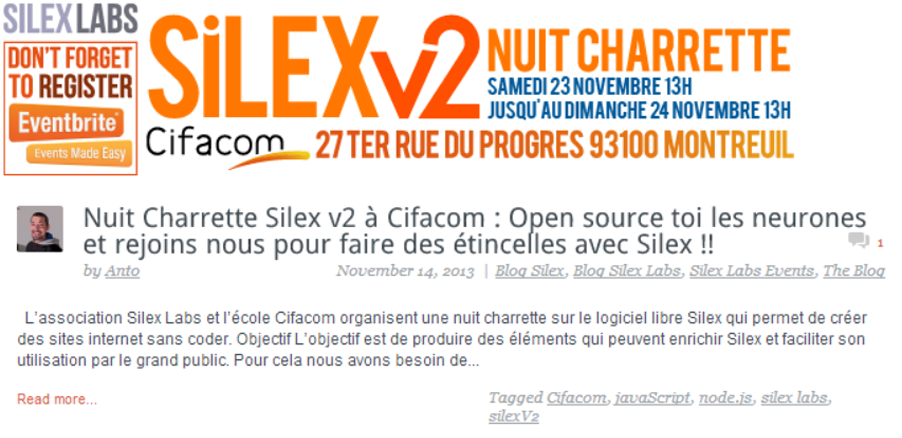 SILEXLABS
DON'T FORGET
TO REGISTER
Eventbrite
Events Made Easy
SiLEXv2
Cifacom
NUIT CHARRETTE
SAMEDI 23 NOVEMBRE 13H
JUSQU'AU DIMANCHE 24 NOVEMBRE 13H
27 TER RUE DU PROGRES 93100 MONTREUIL
Nuit Charrette Silex v2 à Cifacom : Open source toi les neurones
et rejoins nous pour faire des étincelles avec Silex !!
1
by Anto November 14, 2013 | Blog Silex, Blog Silex Labs, Silex Labs Events, The Blog
L'association Silex Labs et l'école Cifacom organisent une nuit charrette sur le logiciel libre Silex qui permet de créer
des sites internet sans coder. Objectif L'objectif est de produire des éléments qui peuvent enrichir Silex et faciliter son
utilisation par le grand public. Pour cela nous avons besoin de...
Read more...
Tagged Cifacom, javaScript, node.js, silex labs,
silexV2